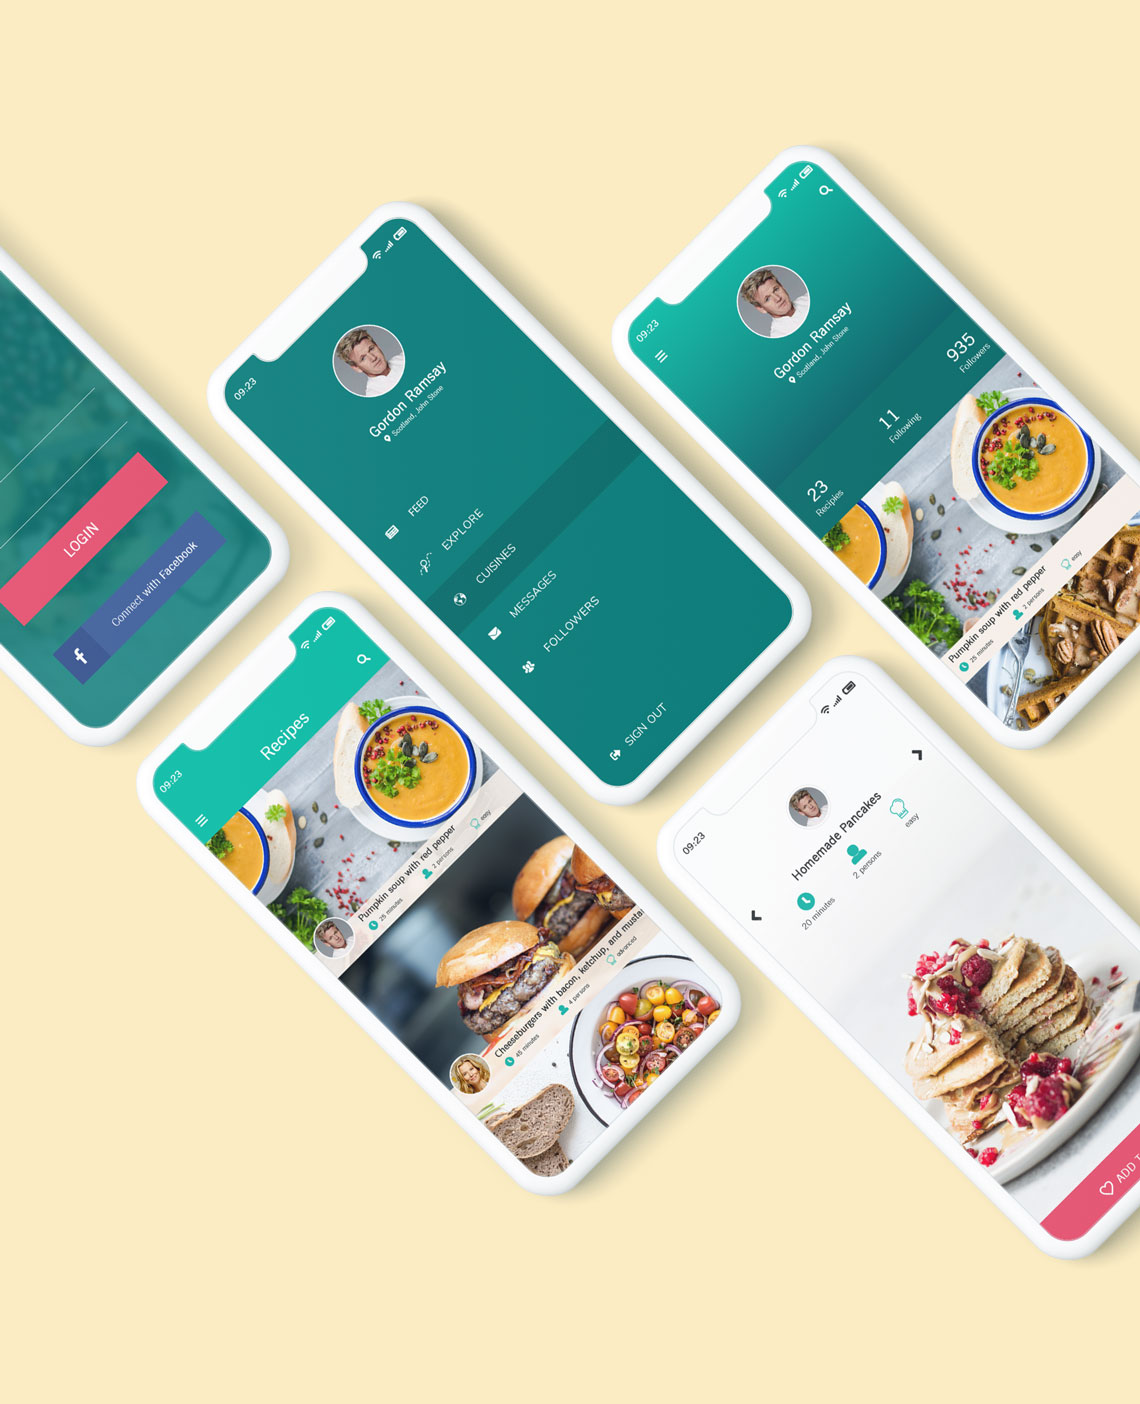 LOGIN
Connect with Facebook
09:23
Gordon Ramsay
Scotland, John Stone
FEED
EXPLORE
CUISINES
MESSAGES
FOLLOWERS
SIGN OUT
09:23
Gordon Ramsay
Scotland, John Stone
23
Recipies
11
Following
935
Followers
Pumpkin soup with red pepper
25 minutes
2 persons
easy
09:23
Recipes
Pumpkin soup with red pepper
25 minutes
2 persons
easy
Cheeseburgers with bacon, ketchup, and musta
45 minutes
4 persons
advanced
09:23
Homemade Pancakes
20 minutes
2 persons
easy
ADD T